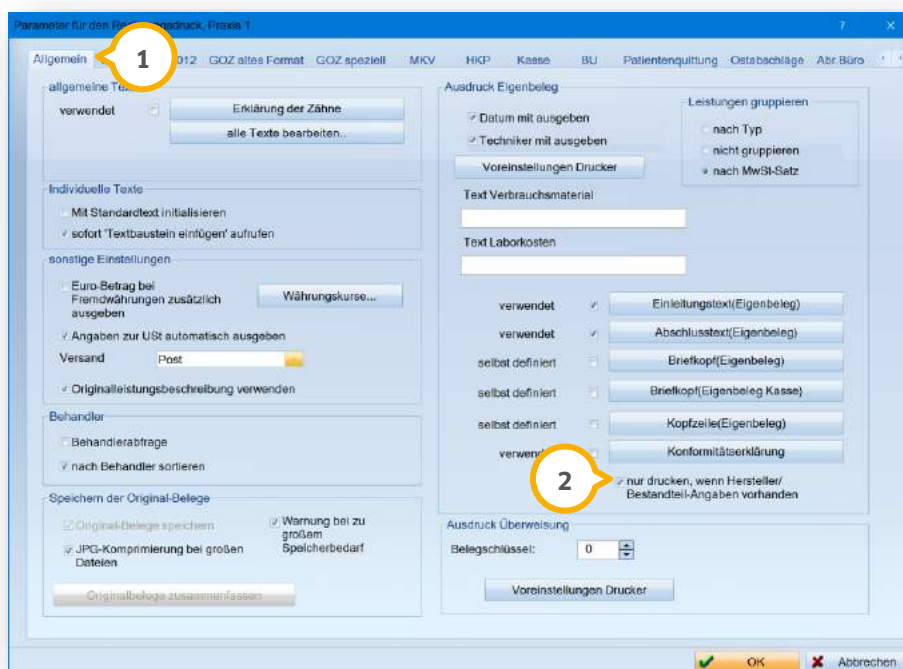 Parameter für den Rechnungsdruck, Praxis 1
? X
Allgemein 012 GOZ altes Format GOZ speziell MKV HKP Kasse BU Patientenquittung Ostabschläge Abr.Büro
1
allgemeine Texte
verwendet Erklärung der Zähne
alle Texte bearbeiten..
Individuelle Texte
Mit Standardtext initialisieren
sofort 'Textbaustein einfügen' aufrufen
sonstige Einstellungen
Euro-Betrag bei
Fremdwährungen zusätzlich
ausgeben
Währungskurse...
Angaben zur USt automatisch ausgeben
Versand Post
Originalleistungsbeschreibung verwenden
Behandler
Behandlerabfrage
nach Behandler sortieren
Speichern der Original-Belege
Original-Belege speichern
JPG-Komprimierung bei großen
Dateien
Warnung bei zu
großem
Speicherbedarf
Originalbelege zusammenfassen
Ausdruck Eigenbeleg
Datum mit ausgeben
Techniker mit ausgeben
Voreinstellungen Drucker
Leistungen gruppieren
nach Typ
nicht gruppieren
nach MwSt-Satz
Text Verbrauchsmaterial
Text Laborkosten
verwendet Einleitungstext(Eigenbeleg)
verwendet Abschlusstext(Eigenbeleg)
selbst definiert Briefkopf(Eigenbeleg)
selbst definiert Briefkopf(Eigenbeleg Kasse)
selbst definiert Kopfzeile(Eigenbeleg)
verwendet Konformitätserklärung
2
nur drucken, wenn Hersteller/
Bestandteil-Angaben vorhanden
Ausdruck Überweisung
Belegschlüssel: 0
Voreinstellungen Drucker
OK Abbrechen